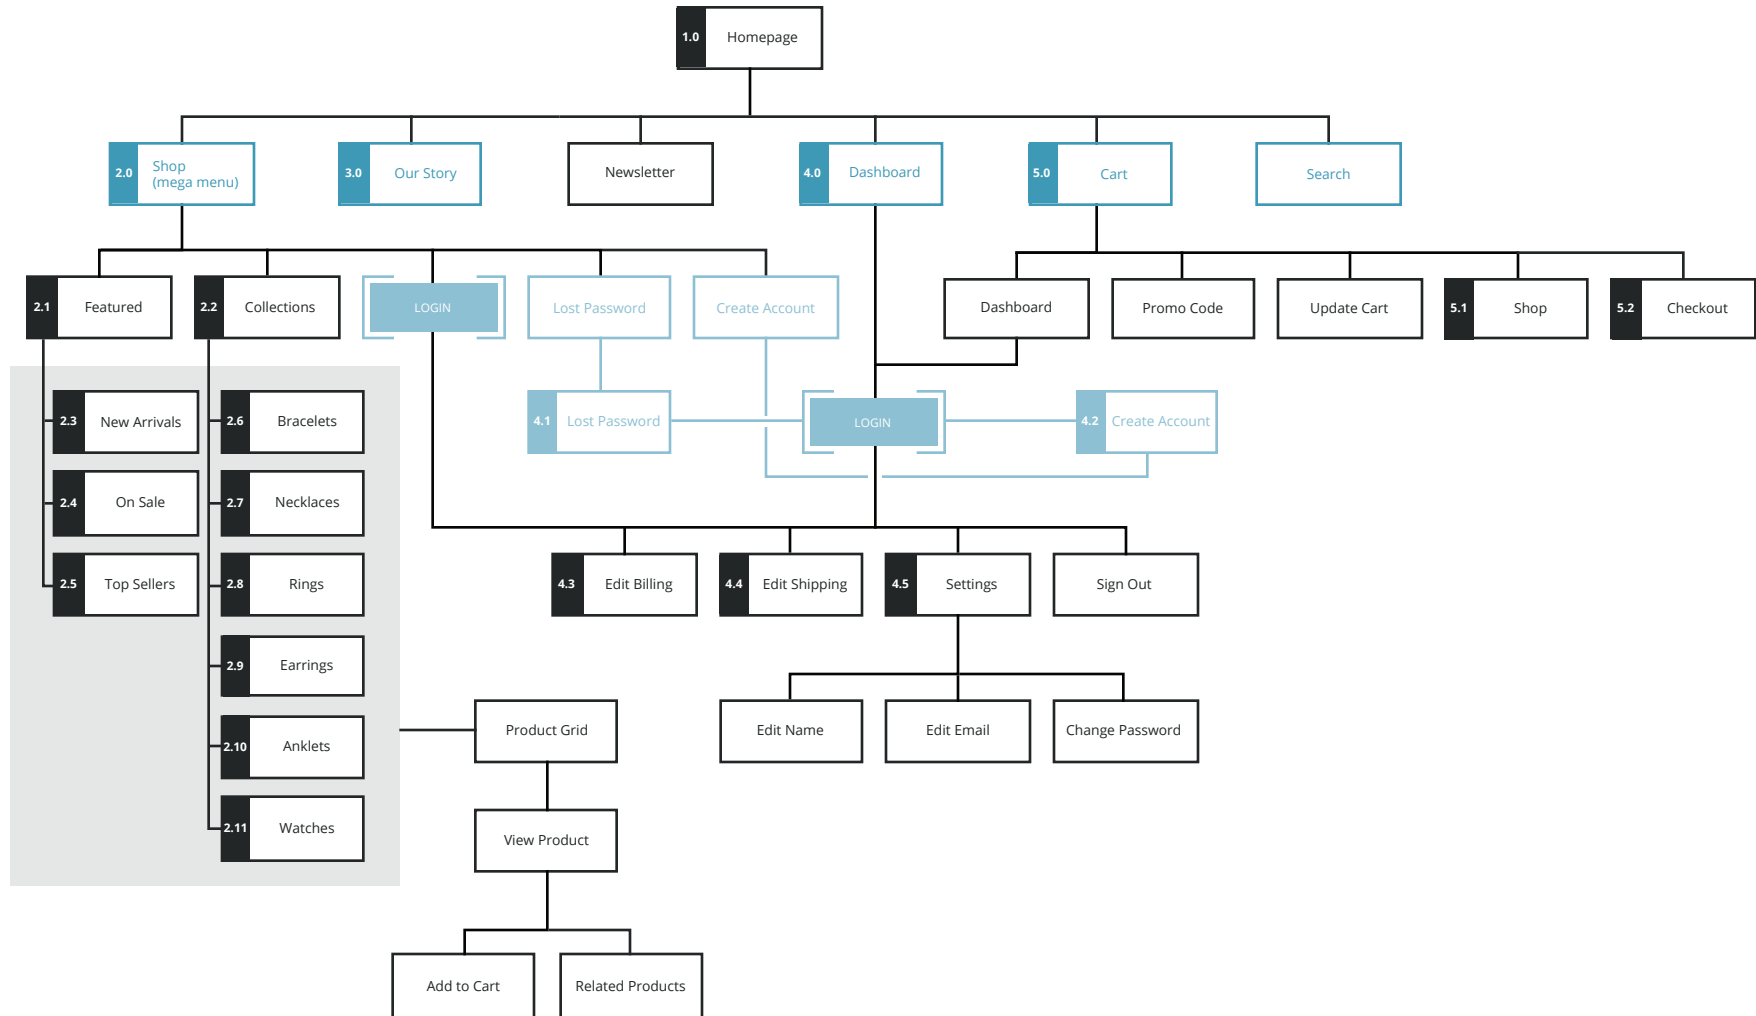 1.0
Homepage
2.0
Shop
(mega menu)
3.0
Our Story
Newsletter
4.0
Dashboard
5.0
Cart
Search
2.1
Featured
2.2
Collections
LOGIN
Lost Password
Create Account
Dashboard
Promo Code
Update Cart
5.1
Shop
5.2
Checkout
2.3
New Arrivals
2.6
Bracelets
4.1
Lost Password
LOGIN
4.2
Create Account
2.4
On Sale
2.7
Necklaces
2.5
Top Sellers
2.8
Rings
4.3
Edit Billing
4.4
Edit Shipping
4.5
Settings
Sign Out
2.9
Earrings
2.10
Anklets
Product Grid
Edit Name
Edit Email
Change Password
2.11
Watches
View Product
Add to Cart
Related Products